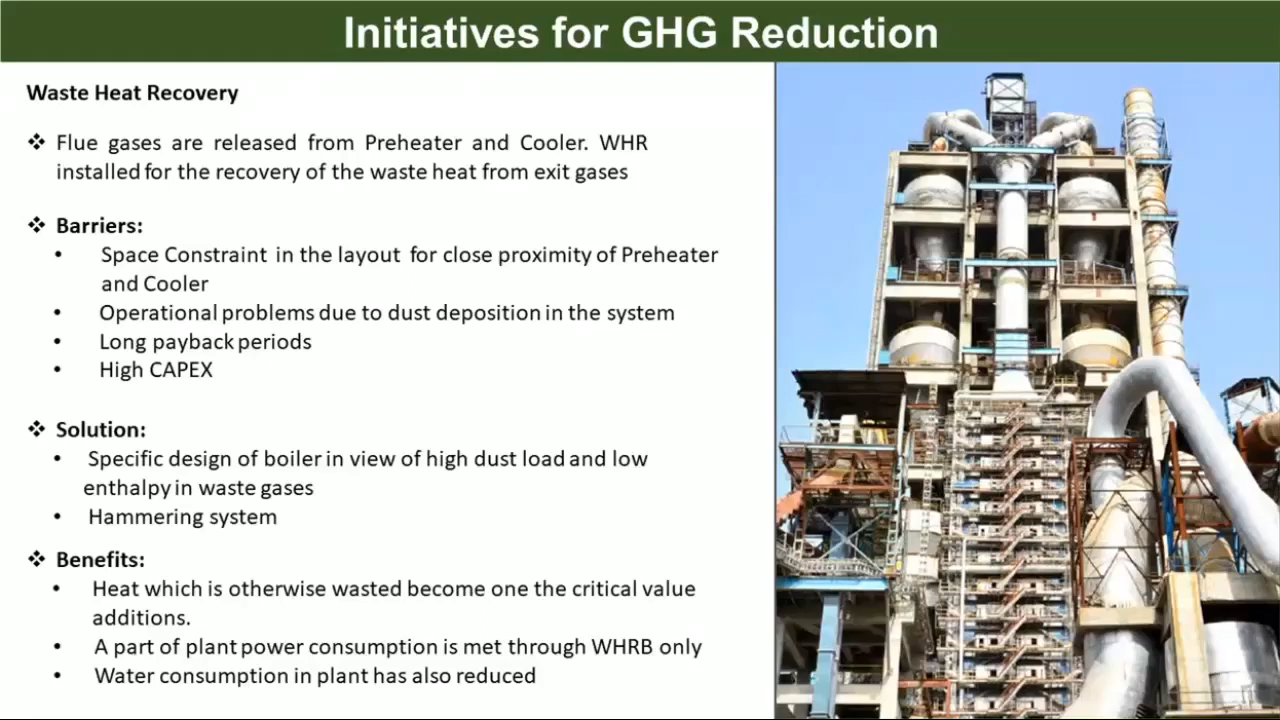 Initiatives for GHG Reduction
Waste Heat Recovery
❖ Flue gases are released from Preheater and Cooler. WHR
installed for the recovery of the waste heat from exit gases
❖ Barriers:
• Space Constraint in the layout for close proximity of Preheater
and Cooler
• Operational problems due to dust deposition in the system
• Long payback periods
• High CAPEX
❖ Solution:
• Specific design of boiler in view of high dust load and low
enthalpy in waste gases
• Hammering system
❖ Benefits:
• Heat which is otherwise wasted become one the critical value
additions.
• A part of plant power consumption is met through WHRB only
• Water consumption in plant has also reduced